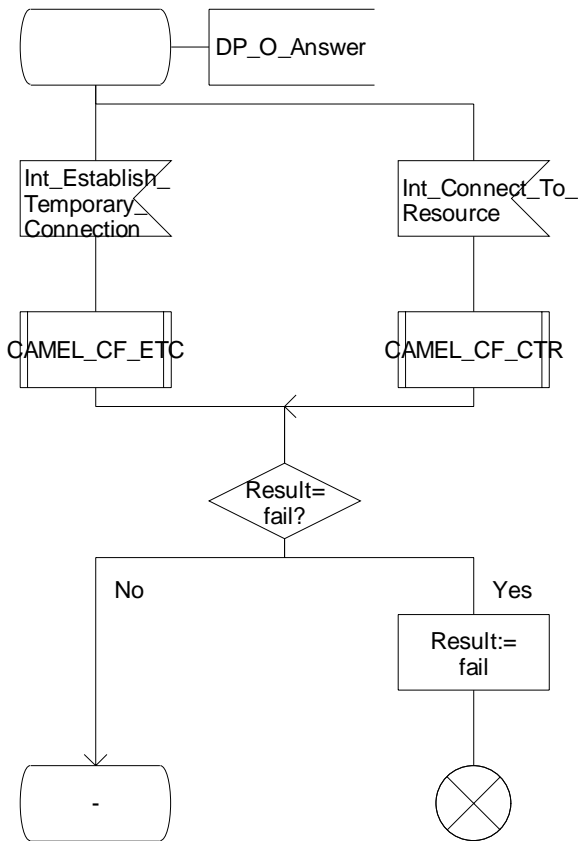 DP_O_Answer
Int_Establish_
Temporary_
Connection
Int_Connect_To_
Resource
CAMEL_CF_ETC
CAMEL_CF_CTR
Result=
fail?
No
Yes
Result:=
fail
-